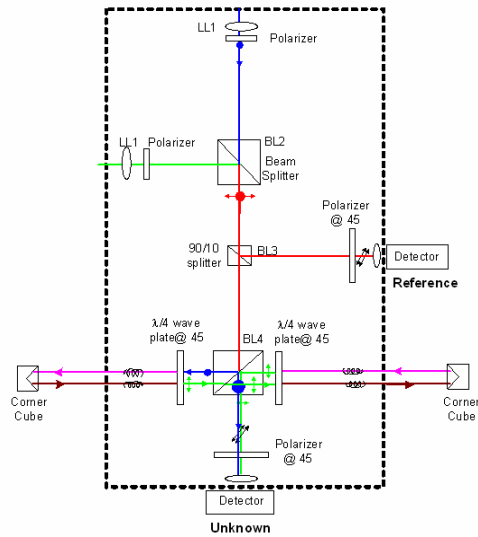 LL1
Polarizer
LL1
Polarizer
BL2
Beam
Splitter
Polarizer
@ 45
90/10
splitter
BL3
Detector
Reference
λ/4 wave
plate@ 45
BL4
λ/4 wave
plate@ 45
Corner
Cube
Corner
Cube
Polarizer
@ 45
Detector
Unknown